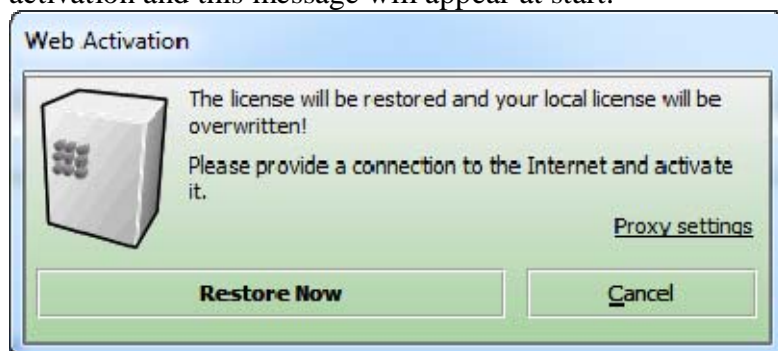 activation and this message will appear at start:
Web Activation
The license will be restored and your local license will be
overwritten!
Please provide a connection to the Internet and activate
it.
Proxy settings
Restore Now
Cancel